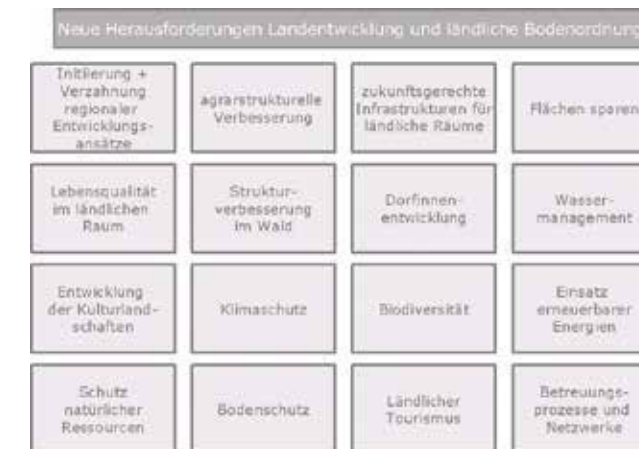 Neue Herausforderungen Landentwicklung und ländliche Bodenordnung
Initiierung +
Verzahnung
regionaler
Entwicklungs-
ansätze
agrarstrukturelle
Verbesserung
zukunftsgerechte
Infrastrukturen für
ländliche Räume
Flächen sparen
Lebensqualität
im ländlichen
Raum
Struktur-
verbesserung
im Wald
Dorfinnen-
entwicklung
Wasser-
management
Entwicklung
der Kulturland-
schaften
Klimaschutz
Biodiversität
Einsatz
erneuerbarer
Energien
Schutz
natürlicher
Ressourcen
Bodenschutz
Ländlicher
Tourismus
Betreuungs-
prozesse und
Netzwerke